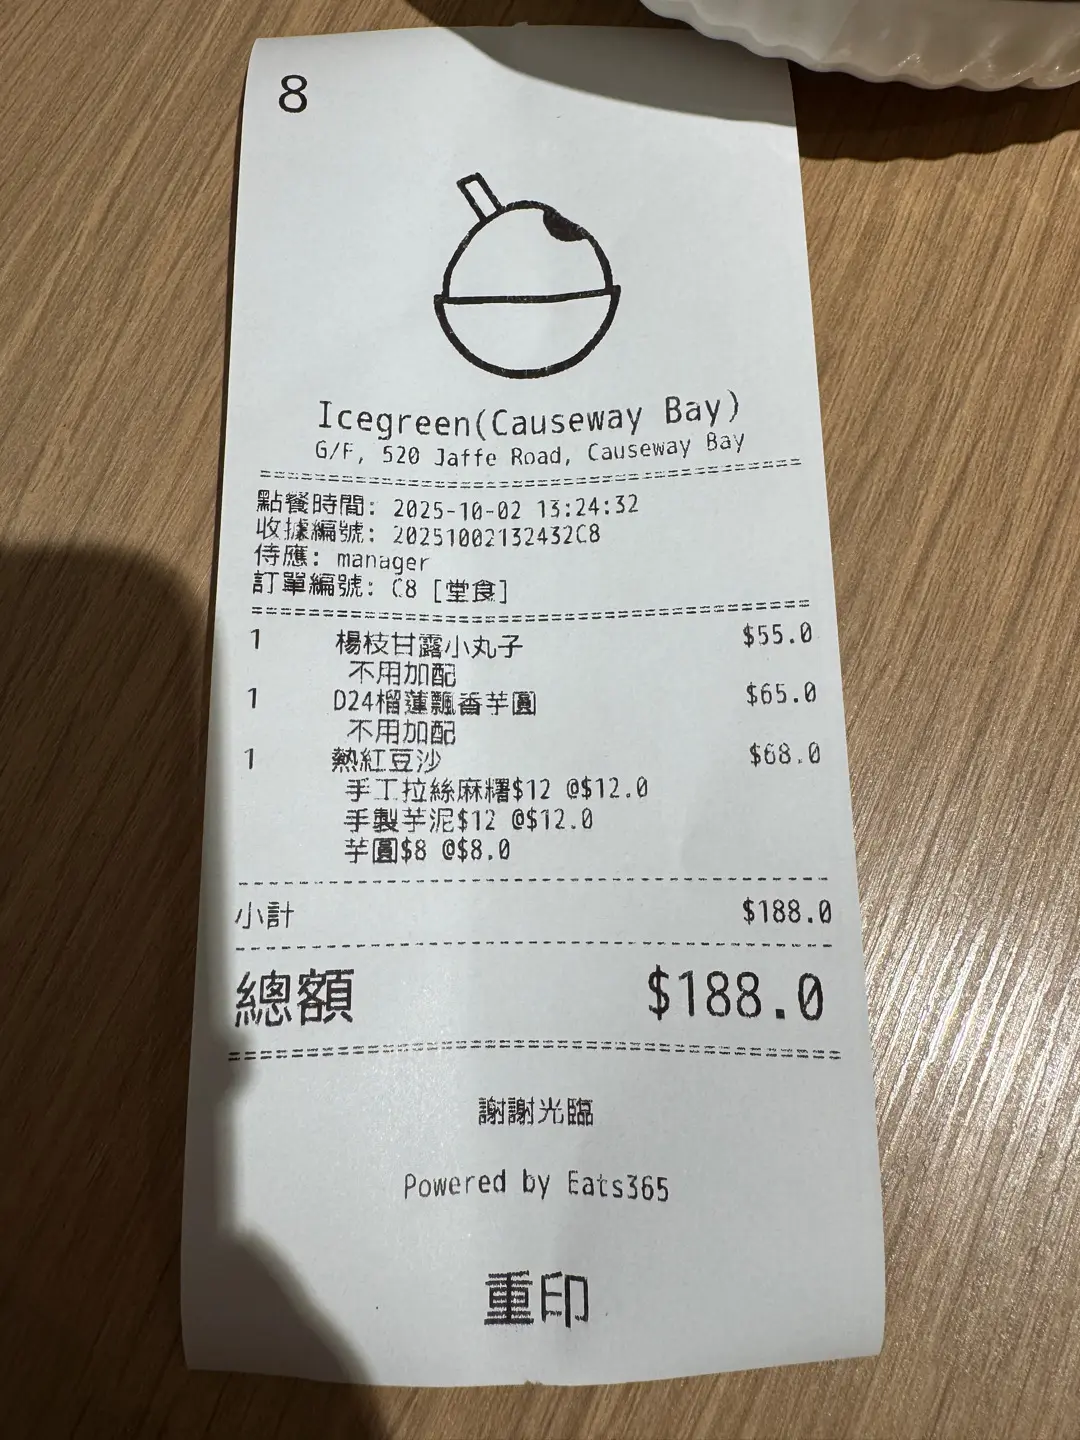 8
Icegreen(Causeway Bay)
G/F, 520 Jaffe Road, Causeway Bay
點餐時間: 2025-10-02 13:24:32
收據編號: 20251002132432C8
侍應: manager
訂單編號: C8 [堂食]
1 楊枝甘露小丸子 $55.0
不用加配
1 D24榴蓮飄香芋圓 $65.0
不用加配
1 熱紅豆沙 $68.0
手工拉絲麻糬$12 @$12.0
手製芋泥$12 @$12.0
芋圓$8 @$8.0
小計 $188.0
總額 $188.0
謝謝光臨
Powered by Eats365
重印